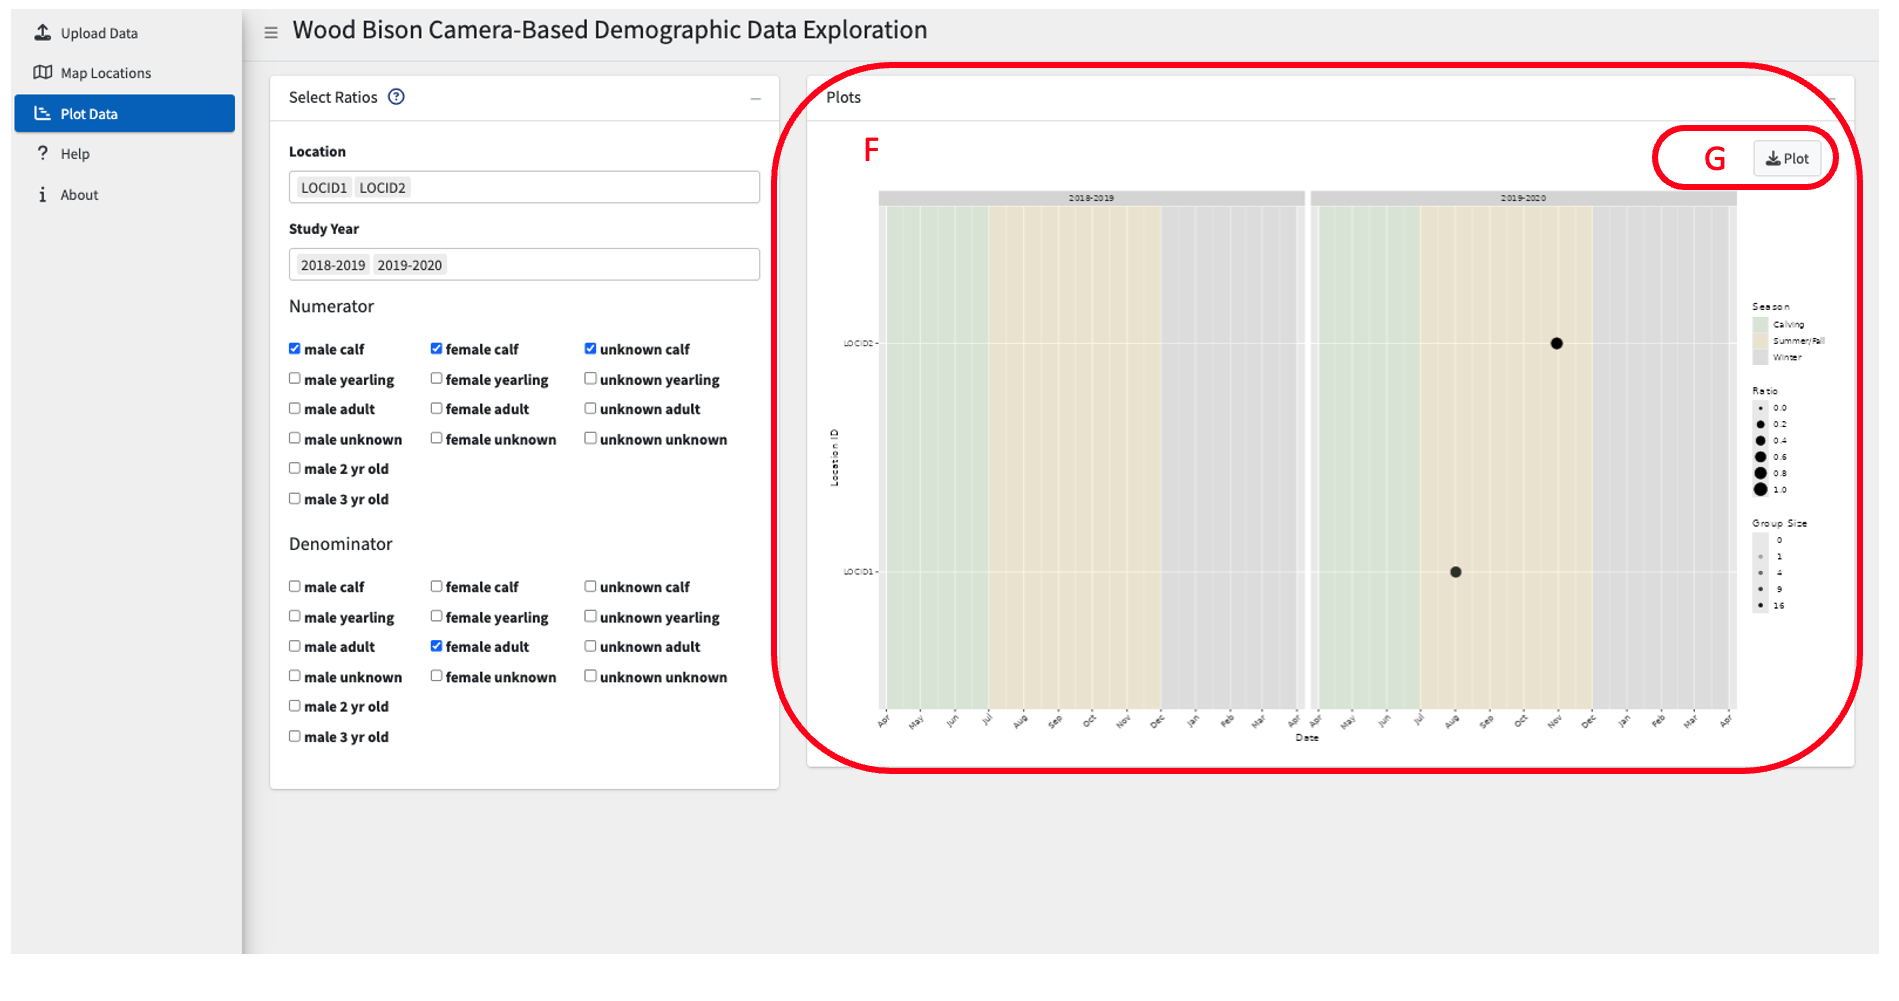 Upload Data
Map Locations
Plot Data
Help
About
Wood Bison Camera-Based Demographic Data Exploration
Select Ratios ?
Location
LOCID1 LOCID2
Study Year
2018-2019 2019-2020
Numerator
male calf female calf unknown calf
male yearling female yearling unknown yearling
male adult female adult unknown adult
male unknown female unknown unknown unknown
male 2 yr old
male 3 yr old
Denominator
male calf female calf unknown calf
male yearling female yearling unknown yearling
male adult female adult unknown adult
male unknown female unknown unknown unknown
male 2 yr old
male 3 yr old
Plots
F
G
Plot
2018-2019 2019-2020
LOCID2
LOCID1
Location ID
Apr May Jun Jul Aug Sep Oct Nov Dec Jan Feb Mar Apr Apr May Jun Jul Aug Sep Oct Nov Dec Jan Feb Mar Apr
Date
Season
Calving
Summer/Fall
Winter
Ratio
0.0
0.2
0.4
0.6
0.8
1.0
Group Size
0
1
4
9
16